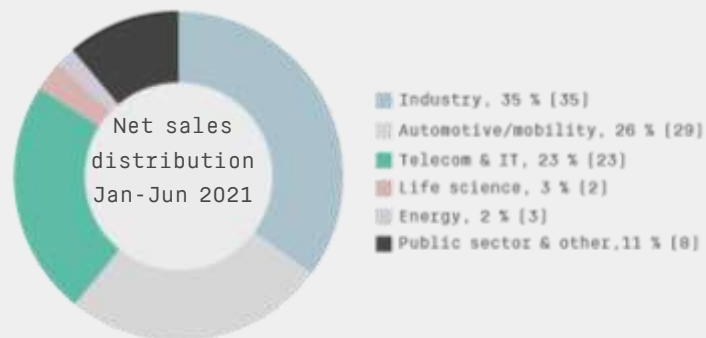 Net sales
distribution
Jan-Jun 2021
Industry, 35 % [35]
Automotive/mobility, 26 % [29]
Telecom & IT, 23 % [23]
Life science, 3 % [2]
Energy, 2 % [3]
Public sector & other,11 % [8]